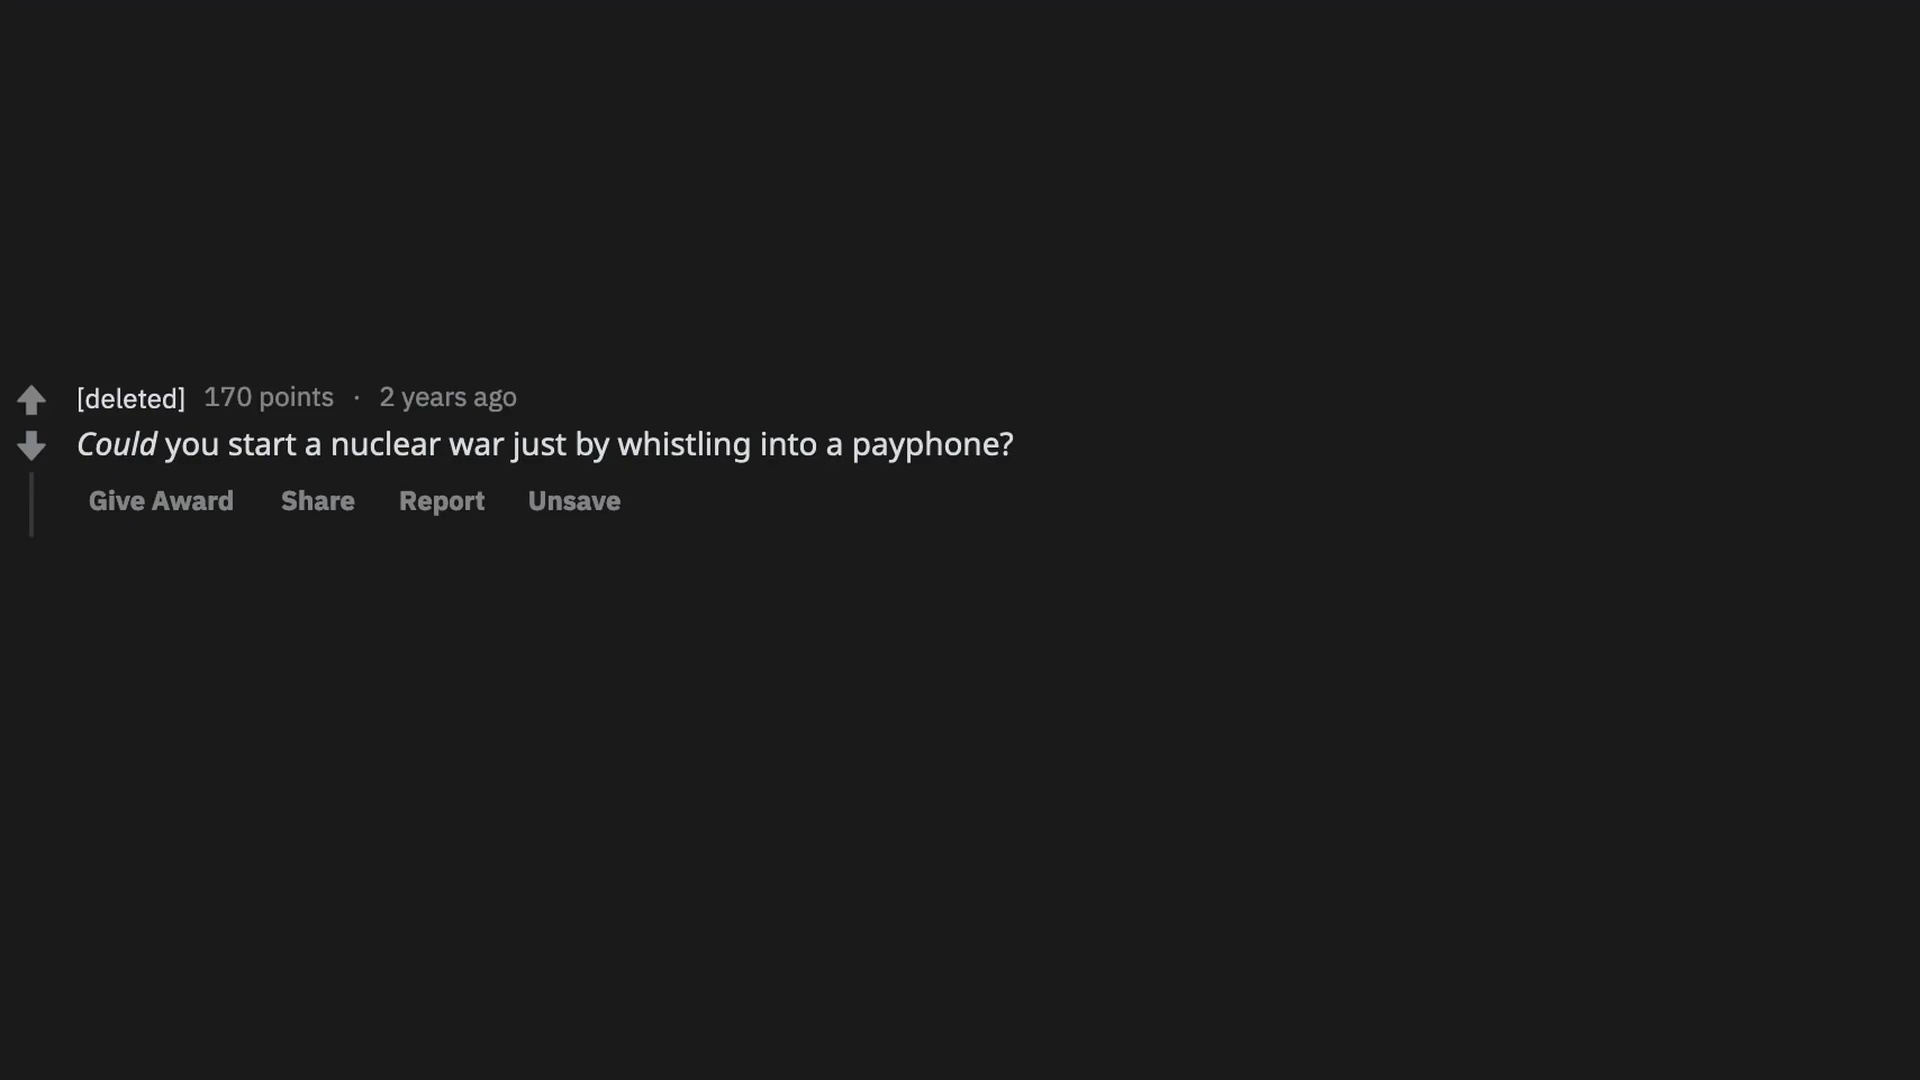 [deleted] 170 points · 2 years ago
Could you start a nuclear war just by whistling into a payphone?
Give Award Share Report Unsave